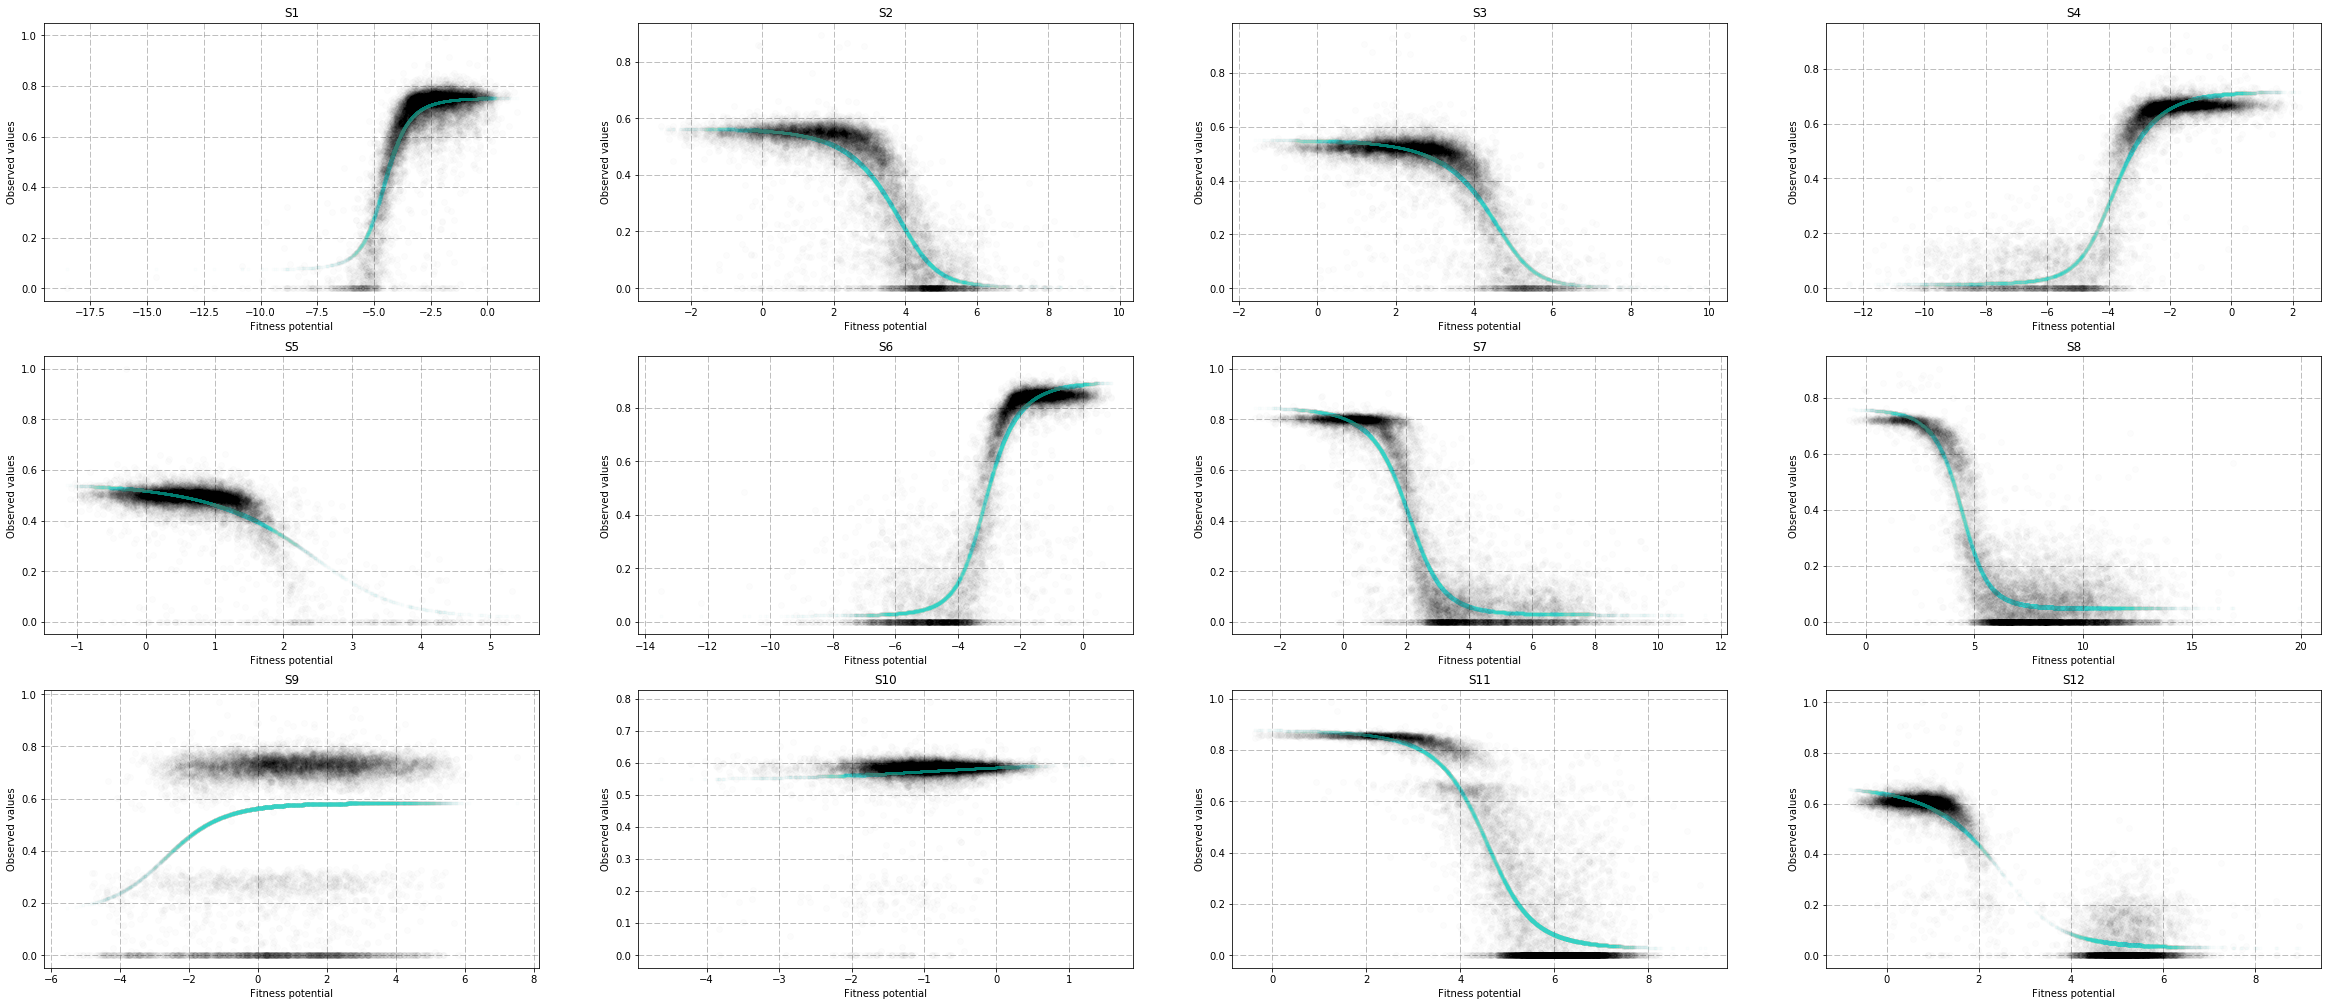 S1
1.0
0.8
0.6
0.4
0.2
0.0
Observed values
−17.5 −15.0 −12.5 −10.0 −7.5 −5.0 −2.5 0.0
Fitness potential
S2
0.8
0.6
0.4
0.2
0.0
Observed values
−2 0 2 4 6 8 10
Fitness potential
S3
0.8
0.6
0.4
0.2
0.0
Observed values
−2 0 2 4 6 8 10
Fitness potential
S4
0.8
0.6
0.4
0.2
0.0
Observed values
−12 −10 −8 −6 −4 −2 0 2
Fitness potential
S5
1.0
0.8
0.6
0.4
0.2
0.0
Observed values
−1 0 1 2 3 4 5
Fitness potential
S6
0.8
0.6
0.4
0.2
0.0
Observed values
−14 −12 −10 −8 −6 −4 −2 0
Fitness potential
S7
1.0
0.8
0.6
0.4
0.2
0.0
Observed values
−2 0 2 4 6 8 10 12
Fitness potential
S8
0.8
0.6
0.4
0.2
0.0
Observed values
0 5 10 15 20
Fitness potential
S9
1.0
0.8
0.6
0.4
0.2
0.0
Observed values
−6 −4 −2 0 2 4 6 8
Fitness potential
S10
0.8
0.7
0.6
0.5
0.4
0.3
0.2
0.1
0.0
Observed values
−4 −3 −2 −1 0 1
Fitness potential
S11
1.0
0.8
0.6
0.4
0.2
0.0
Observed values
0 2 4 6 8
Fitness potential
S12
1.0
0.8
0.6
0.4
0.2
0.0
Observed values
0 2 4 6 8
Fitness potential